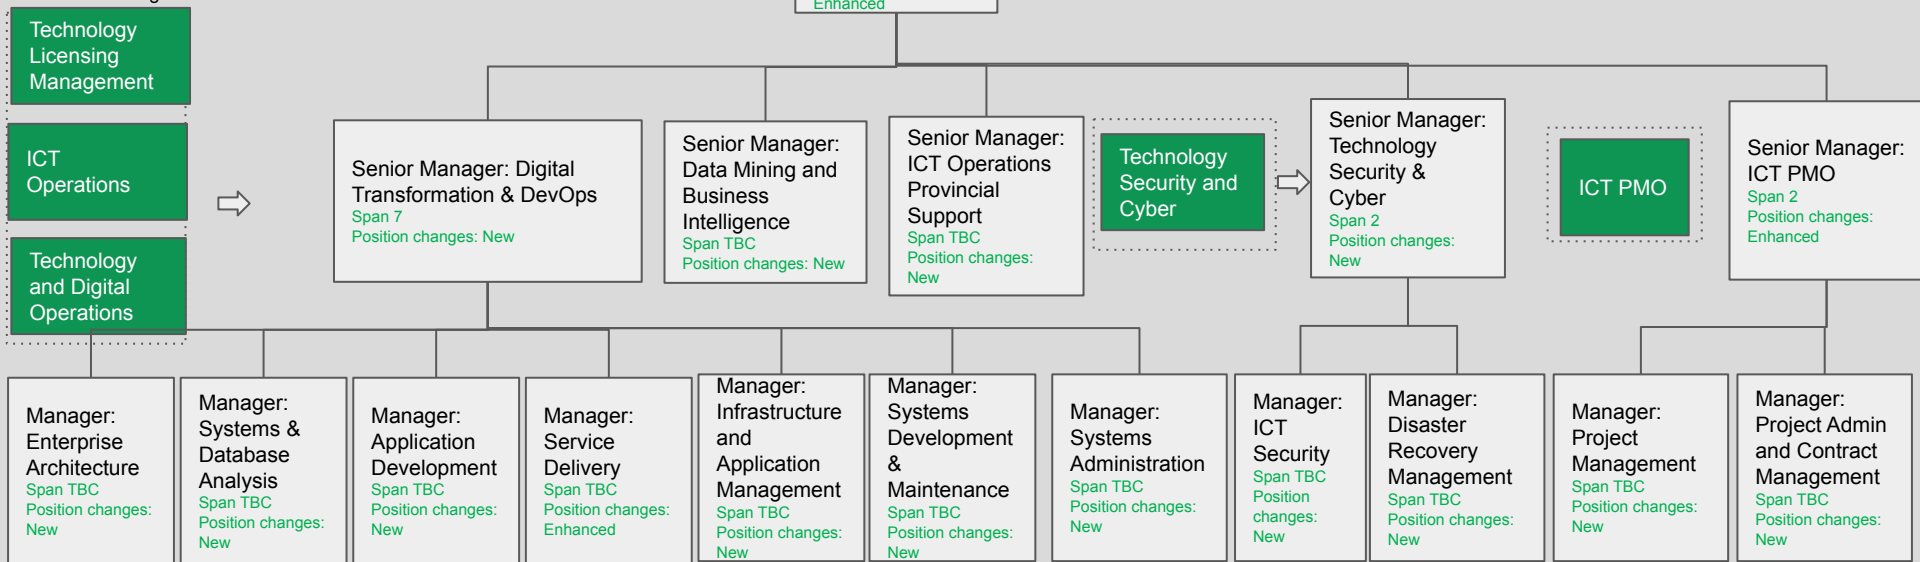 Enhanced
Technology
Licensing
Management
ICT
Operations
Technology
and Digital
Operations
Senior Manager: Digital
Transformation & DevOps
Span 7
Position changes: New
Senior Manager:
Data Mining and
Business
Intelligence
Span TBC
Position changes: New
Senior Manager:
ICT Operations
Provincial
Support
Span TBC
Position changes:
New
Technology
Security and
Cyber
Senior Manager:
Technology
Security &
Cyber
Span 2
Position changes:
New
ICT PMO
Senior Manager:
ICT PMO
Span 2
Position changes:
Enhanced
Manager:
Enterprise
Architecture
Span TBC
Position changes:
New
Manager:
Systems &
Database
Analysis
Span TBC
Position changes:
New
Manager:
Application
Development
Span TBC
Position changes:
New
Manager:
Service
Delivery
Span TBC
Position changes:
Enhanced
Manager:
Infrastructure
and
Application
Management
Span TBC
Position changes:
New
Manager:
Systems
Development
&
Maintenance
Span TBC
Position changes:
New
Manager:
Systems
Administration
Span TBC
Position changes:
New
Manager:
ICT
Security
Span TBC
Position
changes:
New
Manager:
Disaster
Recovery
Management
Span TBC
Position changes:
New
Manager:
Project
Management
Span TBC
Position changes:
New
Manager:
Project Admin
and Contract
Management
Span TBC
Position changes:
New